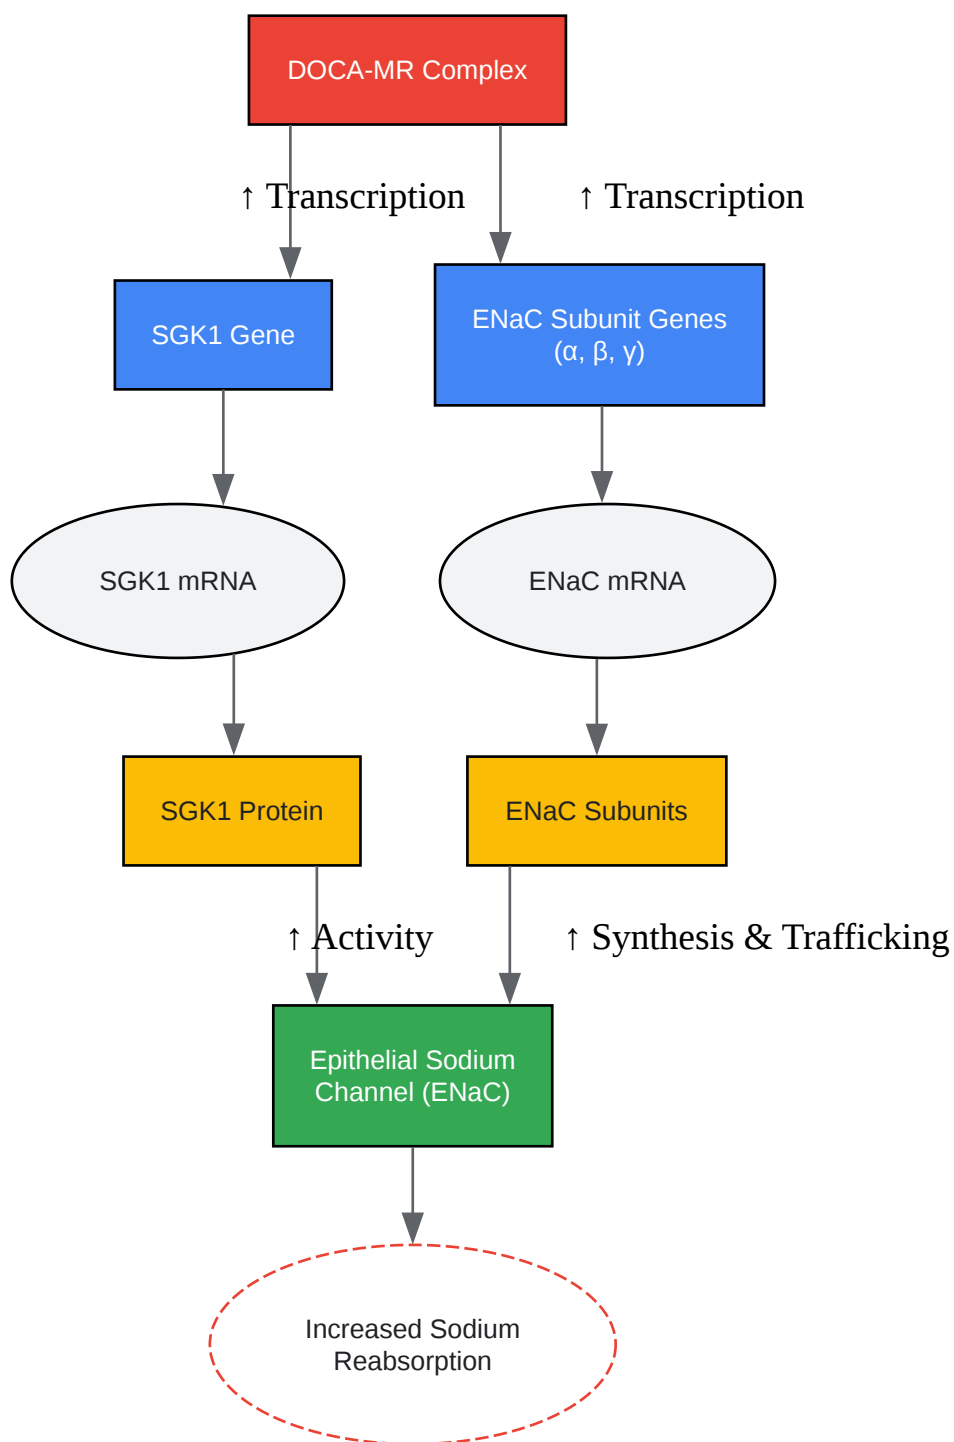 DOCA-MR Complex
↑ Transcription
↑ Transcription
SGK1 Gene
ENaC Subunit Genes
(α, β, γ)
SGK1 mRNA
ENaC mRNA
SGK1 Protein
ENaC Subunits
↑ Activity
↑ Synthesis & Trafficking
Epithelial Sodium
Channel (ENaC)
Increased Sodium
Reabsorption